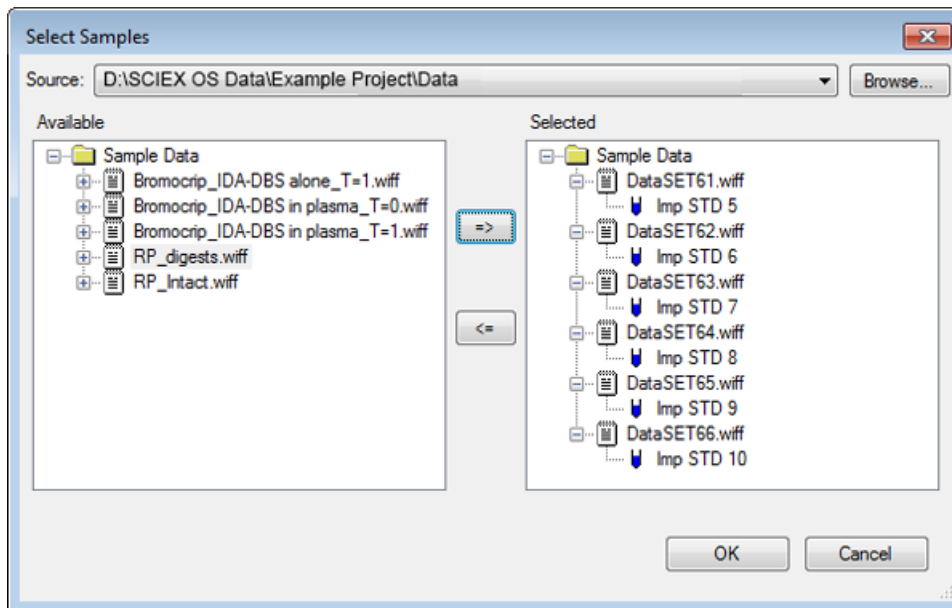 Select Samples
Source: D:\SCIEX OS Data\Example Project\Data Browse...
Available
Sample Data
Bromocrip_IDA-DBS alone_T=1.wiff
Bromocrip_IDA-DBS in plasma_T=0.wiff
Bromocrip_IDA-DBS in plasma_T=1.wiff
RP_digests.wiff
RP_Intact.wiff
=>
<=
Selected
Sample Data
DataSET61.wiff
Imp STD 5
DataSET62.wiff
Imp STD 6
DataSET63.wiff
Imp STD 7
DataSET64.wiff
Imp STD 8
DataSET65.wiff
Imp STD 9
DataSET66.wiff
Imp STD 10
OK Cancel